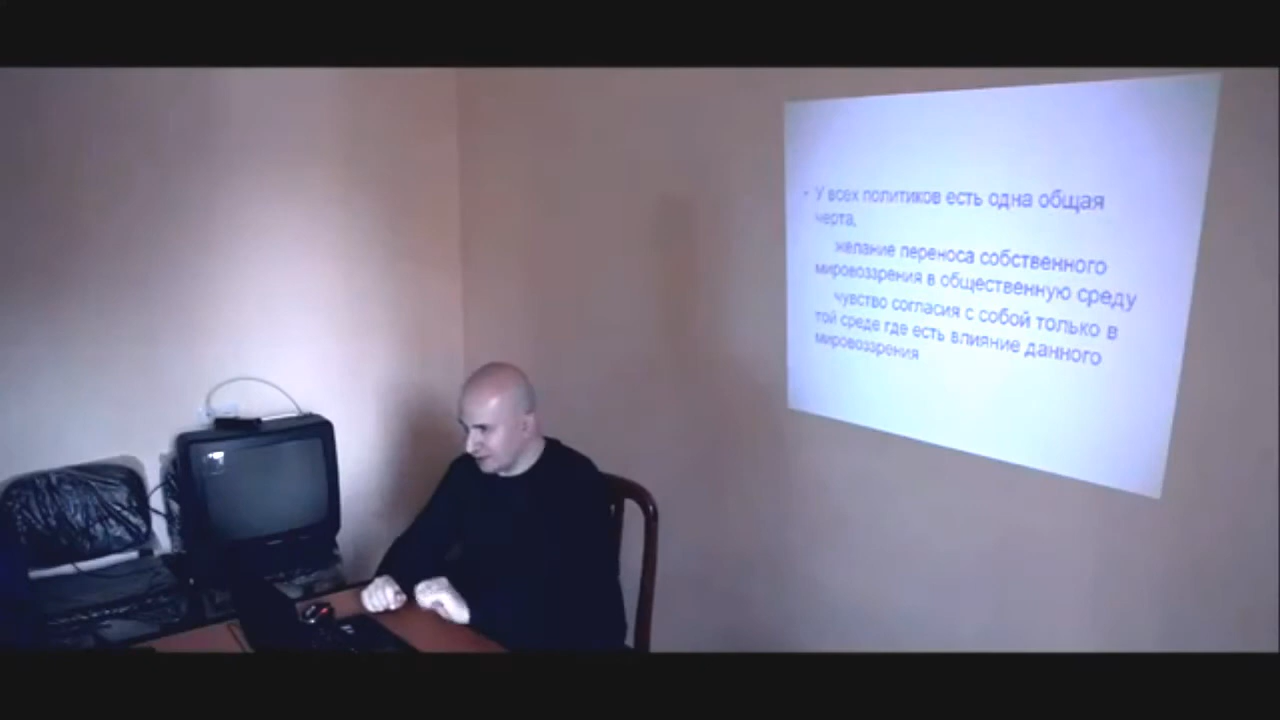 • У всех политиков есть одна общая
черта,
желание переноса собственного
мировоззрения в общественную среду
чувство согласия с собой только в
той среде где есть влияние данного
мировоззрения